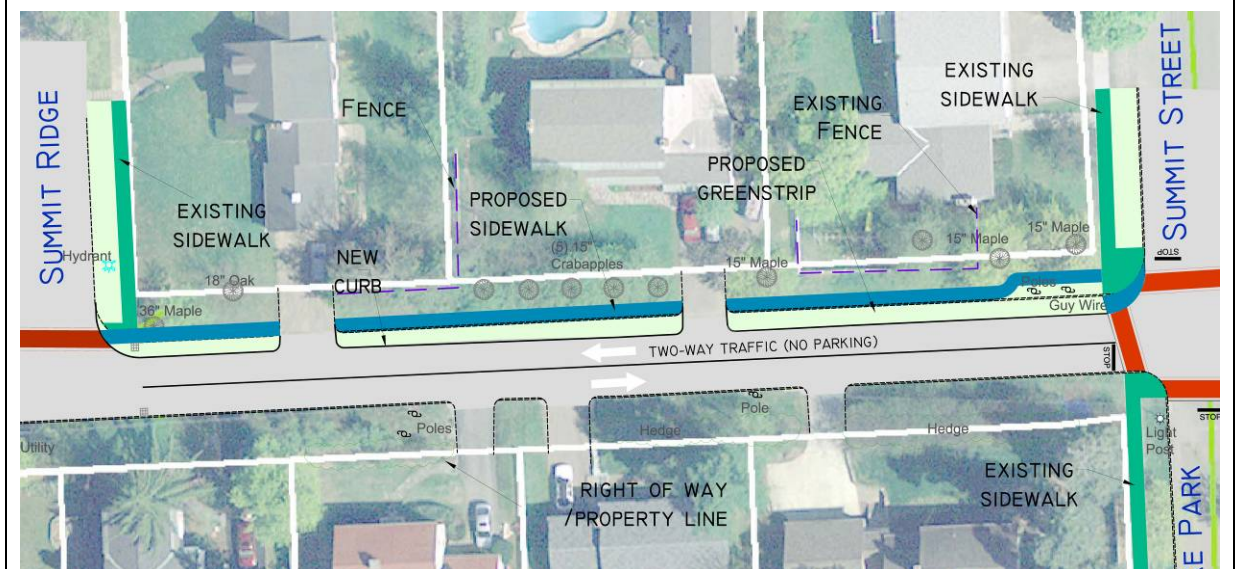 SUMMIT RIDGE
SUMMIT STREET
EXISTING
SIDEWALK
FENCE
EXISTING
FENCE
PROPOSED
GREENSTRIP
PROPOSED
SIDEWALK
EXISTING
SIDEWALK
Hydrant
NEW
CURB
(5) 15"
Crabapples
15" Maple
15" Maple
15" Maple
18" Oak
36" Maple
Poles
Guy Wire
STOP
TWO-WAY TRAFFIC (NO PARKING)
STOP
Utility
Poles
Hedge
Pole
Hedge
Light
Post
STOP
RIGHT OF WAY
/PROPERTY LINE
EXISTING
SIDEWALK
E PARK